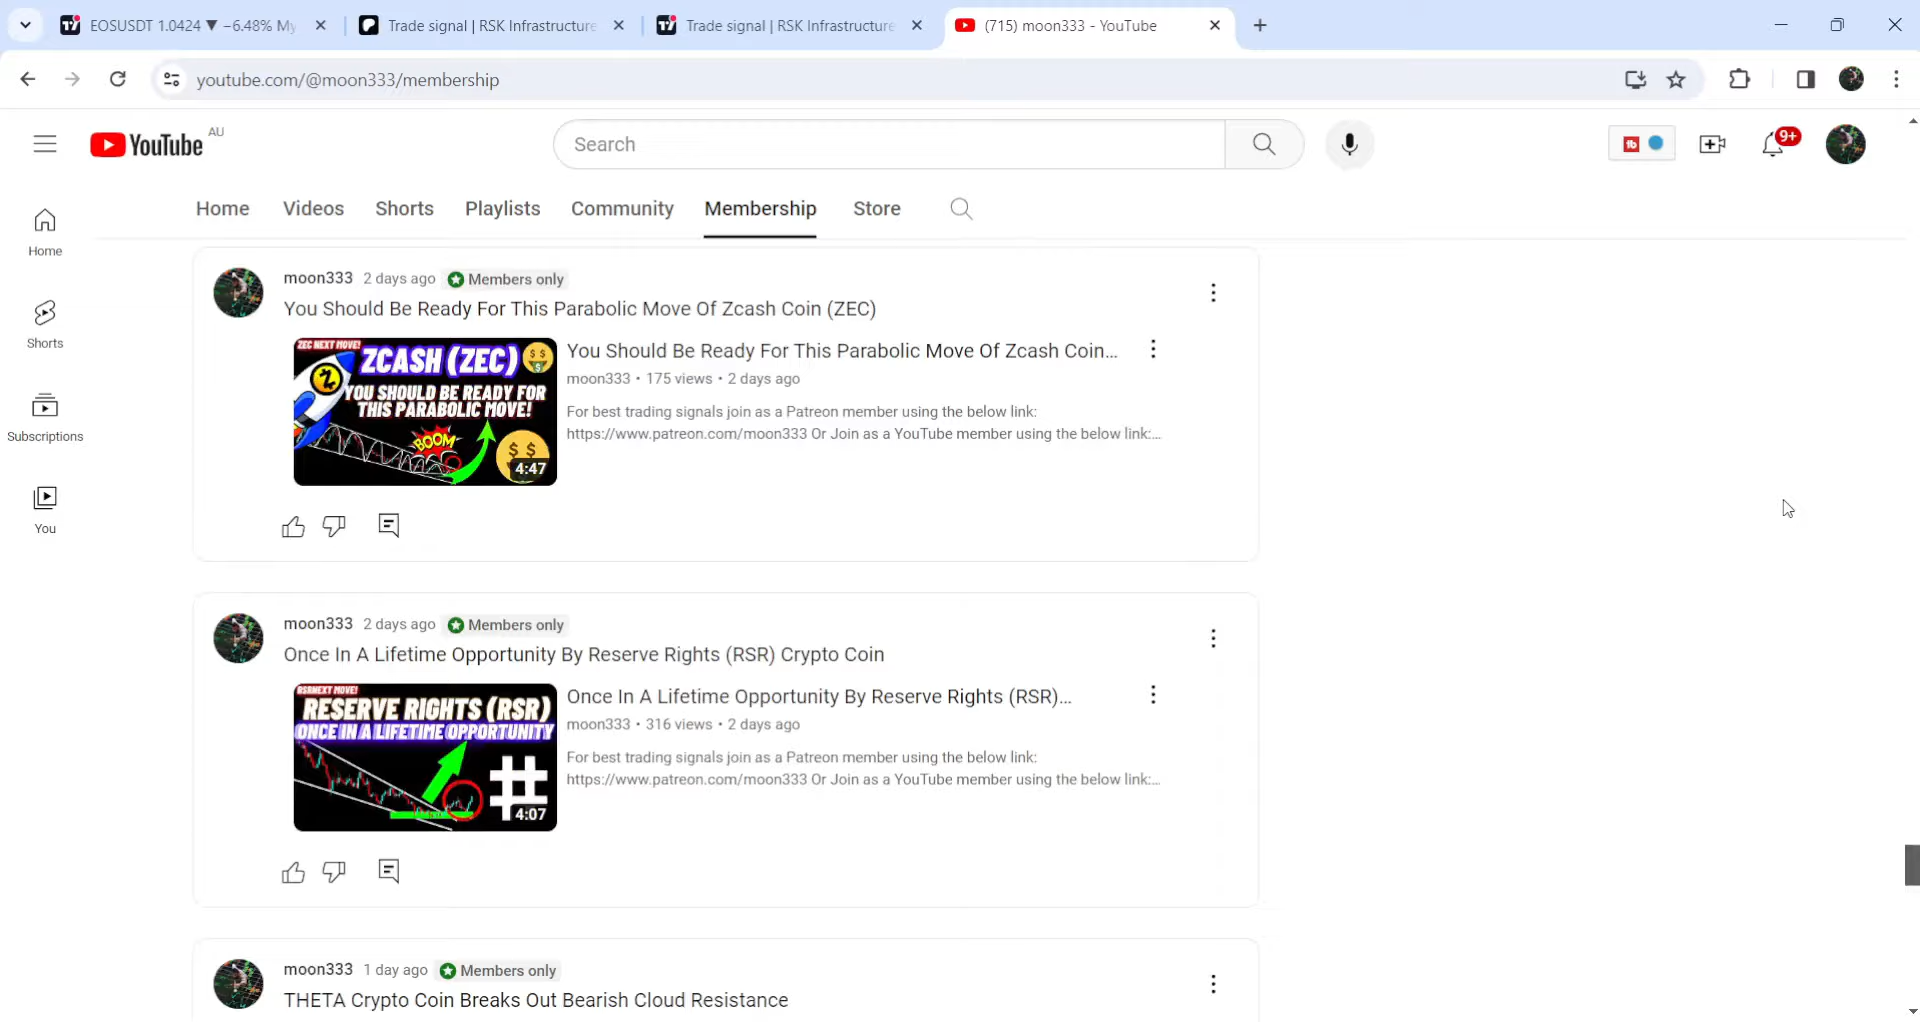 EOSUSDT 1.0424 ▼ −6.48% My
Trade signal | RSK Infrastructure
Trade signal | RSK Infrastructure
(715) moon333 - YouTube
youtube.com/@moon333/membership
YouTube AU
Search
9+
Home
Videos
Shorts
Playlists
Community
Membership
Store
Home
Shorts
Subscriptions
You
moon333 2 days ago Members only
You Should Be Ready For This Parabolic Move Of Zcash Coin (ZEC)
ZEC NEXT MOVE!
ZCASH (ZEC)
YOU SHOULD BE READY FOR
THIS PARABOLIC MOVE!
BOOM
4:47
You Should Be Ready For This Parabolic Move Of Zcash Coin...
moon333 • 175 views • 2 days ago
For best trading signals join as a Patreon member using the below link:
https://www.patreon.com/moon333 Or Join as a YouTube member using the below link:...
moon333 2 days ago Members only
Once In A Lifetime Opportunity By Reserve Rights (RSR) Crypto Coin
RSRNEXT MOVE!
RESERVE RIGHTS (RSR)
ONCE IN A LIFETIME OPPORTUNITY
4:07
Once In A Lifetime Opportunity By Reserve Rights (RSR)...
moon333 • 316 views • 2 days ago
For best trading signals join as a Patreon member using the below link:
https://www.patreon.com/moon333 Or Join as a YouTube member using the below link:...
moon333 1 day ago Members only
THETA Crypto Coin Breaks Out Bearish Cloud Resistance